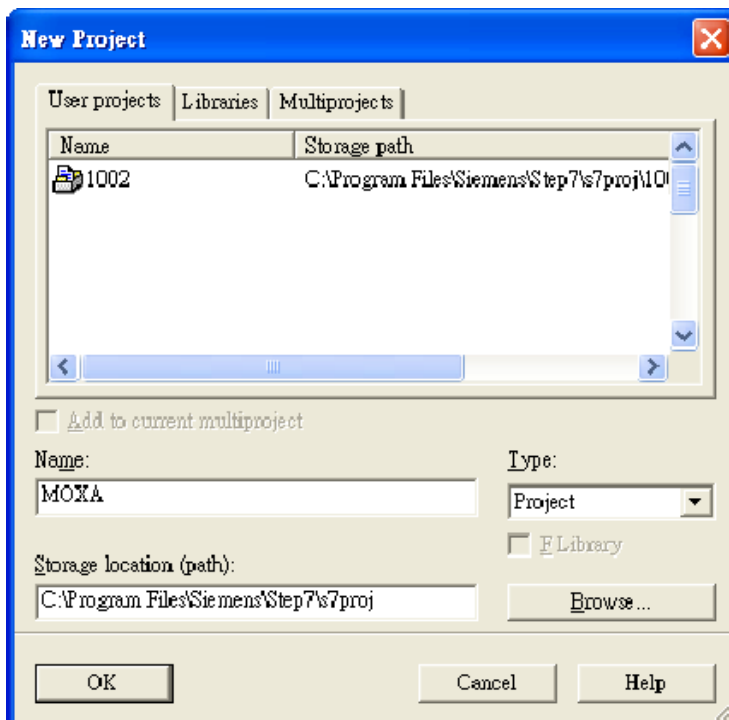 New Project
User projects Libraries Multiprojects
Name Storage path
1002 C:\Program Files\Siemens\Step7\s7proj\10
Add to current multiproject
Name: Type:
MOXA Project
F Library
Storage location (path):
C:\Program Files\Siemens\Step7\s7proj Browse...
OK Cancel Help